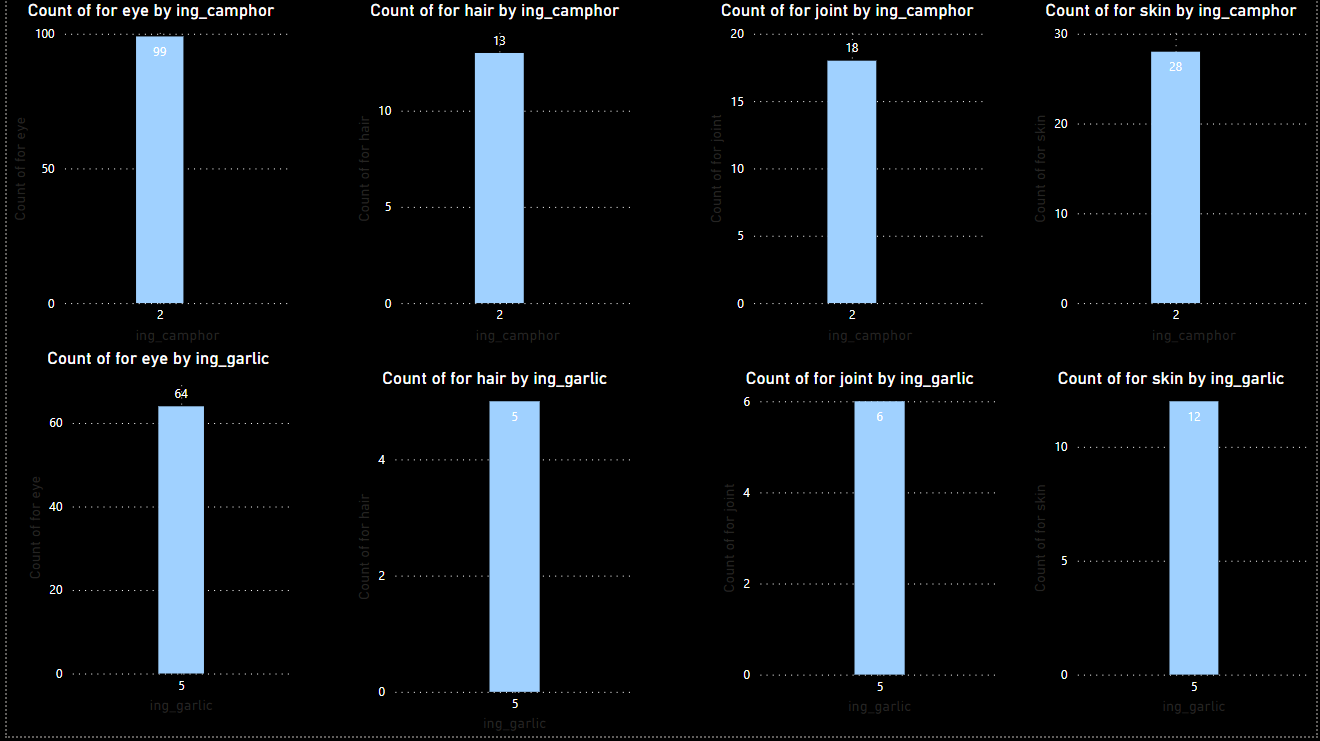 Count of for eye by ing_camphor
100
50
0
Count of for eye
99
2
ing_camphor
Count of for hair by ing_camphor
10
5
0
Count of for hair
13
2
ing_camphor
Count of for joint by ing_camphor
20
15
10
5
0
Count of for joint
18
2
ing_camphor
Count of for skin by ing_camphor
30
20
10
0
Count of for skin
28
2
ing_camphor
Count of for eye by ing_garlic
60
40
20
0
Count of for eye
64
5
ing_garlic
Count of for hair by ing_garlic
4
2
0
Count of for hair
5
5
ing_garlic
Count of for joint by ing_garlic
6
4
2
0
Count of for joint
6
5
ing_garlic
Count of for skin by ing_garlic
10
5
0
Count of for skin
12
5
ing_garlic